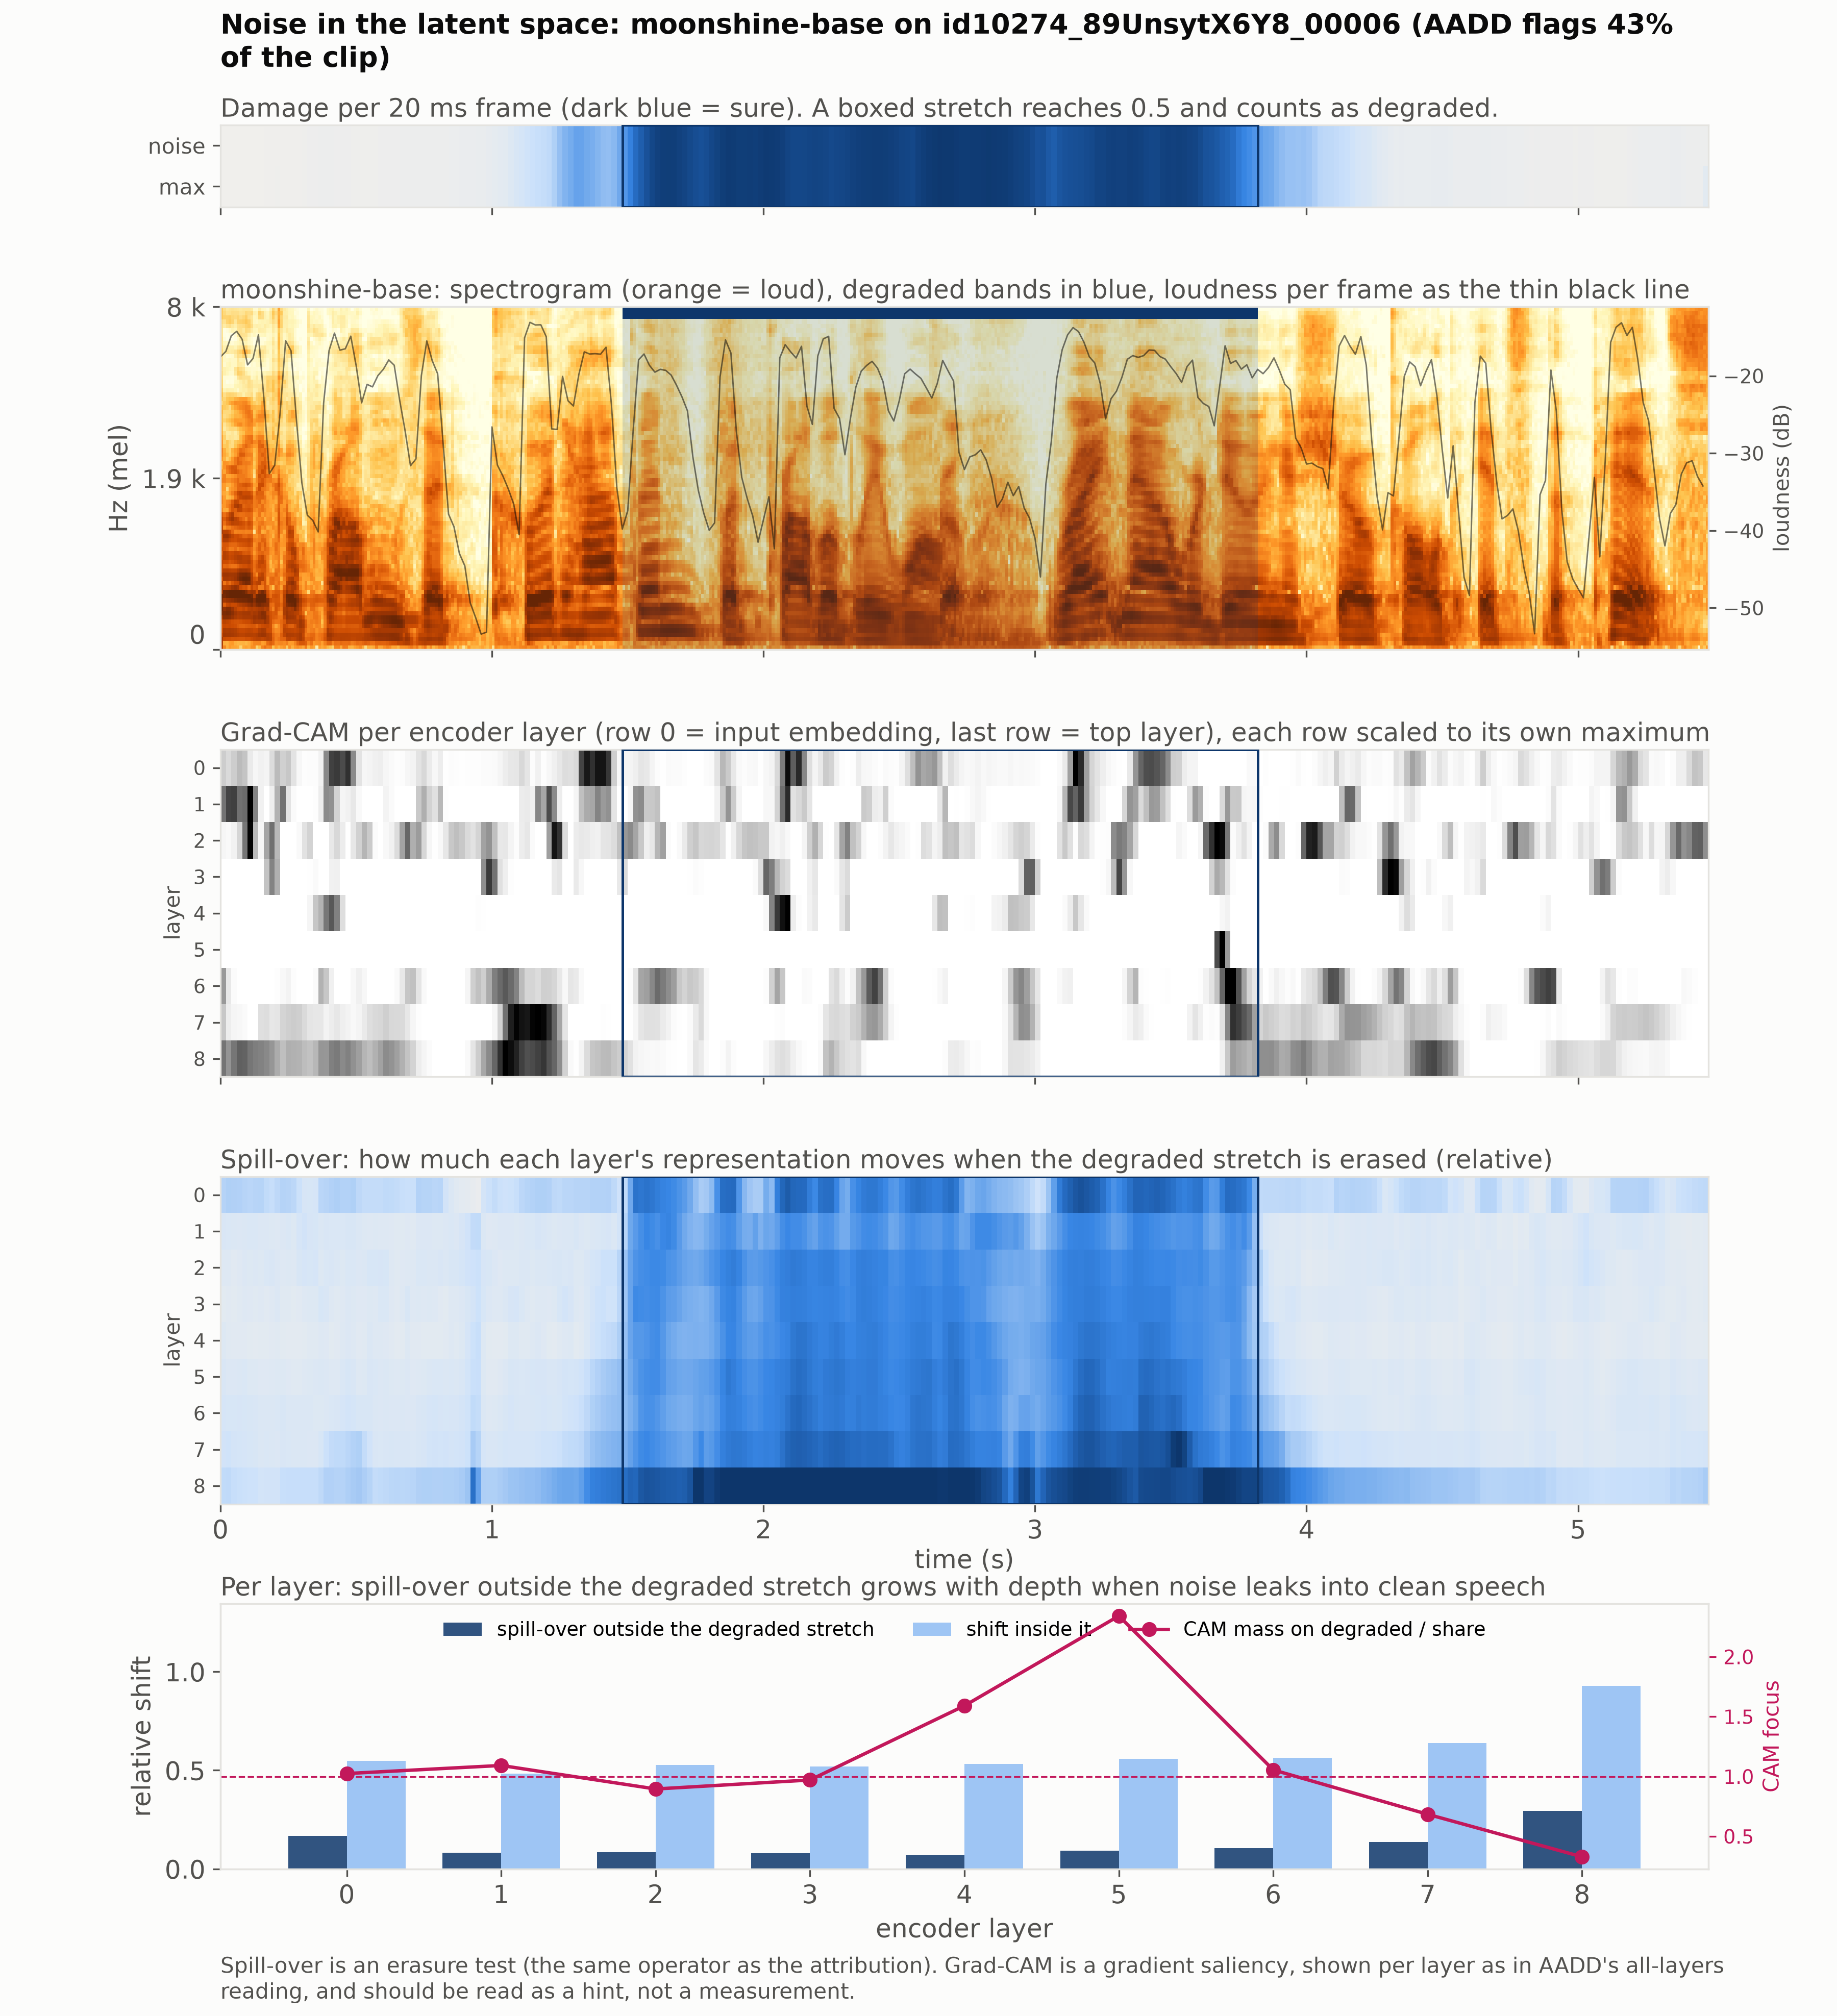 Noise in the latent space: moonshine-base on id10274_89UnsytX6Y8_00006 (AADD flags 43%
of the clip)
Damage per 20 ms frame (dark blue = sure). A boxed stretch reaches 0.5 and counts as degraded.
noise
max
moonshine-base: spectrogram (orange = loud), degraded bands in blue, loudness per frame as the thin black line
8 k
1.9 k
0
Hz (mel)
−20
−30
−40
−50
loudness (dB)
Grad-CAM per encoder layer (row 0 = input embedding, last row = top layer), each row scaled to its own maximum
0
1
2
3
4
5
6
7
8
layer
Spill-over: how much each layer's representation moves when the degraded stretch is erased (relative)
0
1
2
3
4
5
6
7
8
layer
0 1 2 3 4 5
time (s)
Per layer: spill-over outside the degraded stretch grows with depth when noise leaks into clean speech
spill-over outside the degraded stretch shift inside it CAM mass on degraded / share
1.0
0.5
0.0
relative shift
2.0
1.5
1.0
0.5
CAM focus
0 1 2 3 4 5 6 7 8
encoder layer
Spill-over is an erasure test (the same operator as the attribution). Grad-CAM is a gradient saliency, shown per layer as in AADD's all-layers
reading, and should be read as a hint, not a measurement.